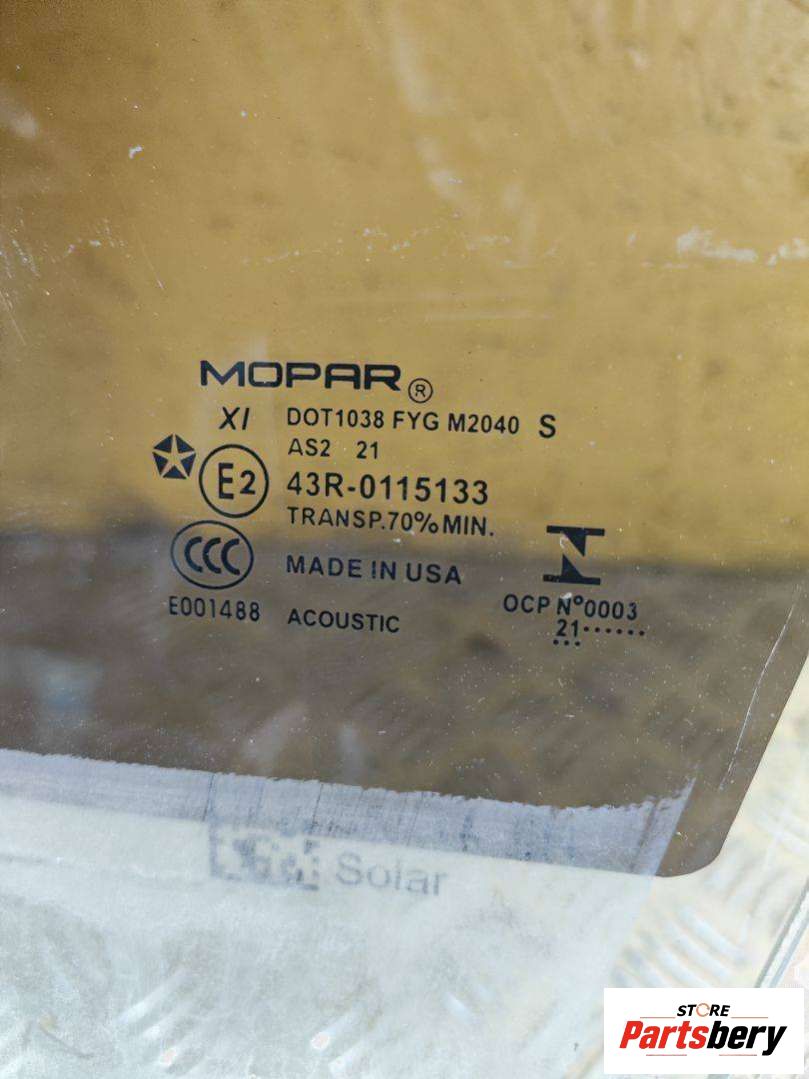 MOPAR®
XI DOT1038 FYG M2040 S
AS2 21
E2 43R-0115133
TRANSP.70%MIN.
CCC MADE IN USA
E001488 ACOUSTIC
OCP Nº0003
21······
···
Solar
STORE
Partsbery